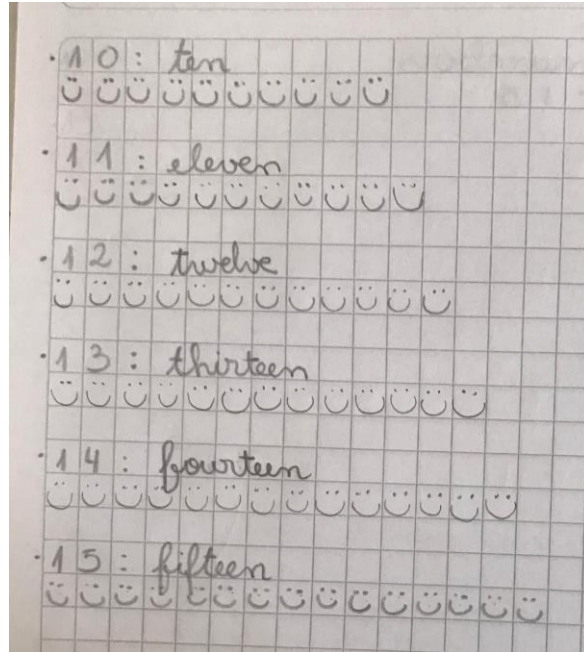 · 10: ten
· 11: eleven
· 12: twelve
· 13: thirteen
· 14: fourteen
· 15: fifteen